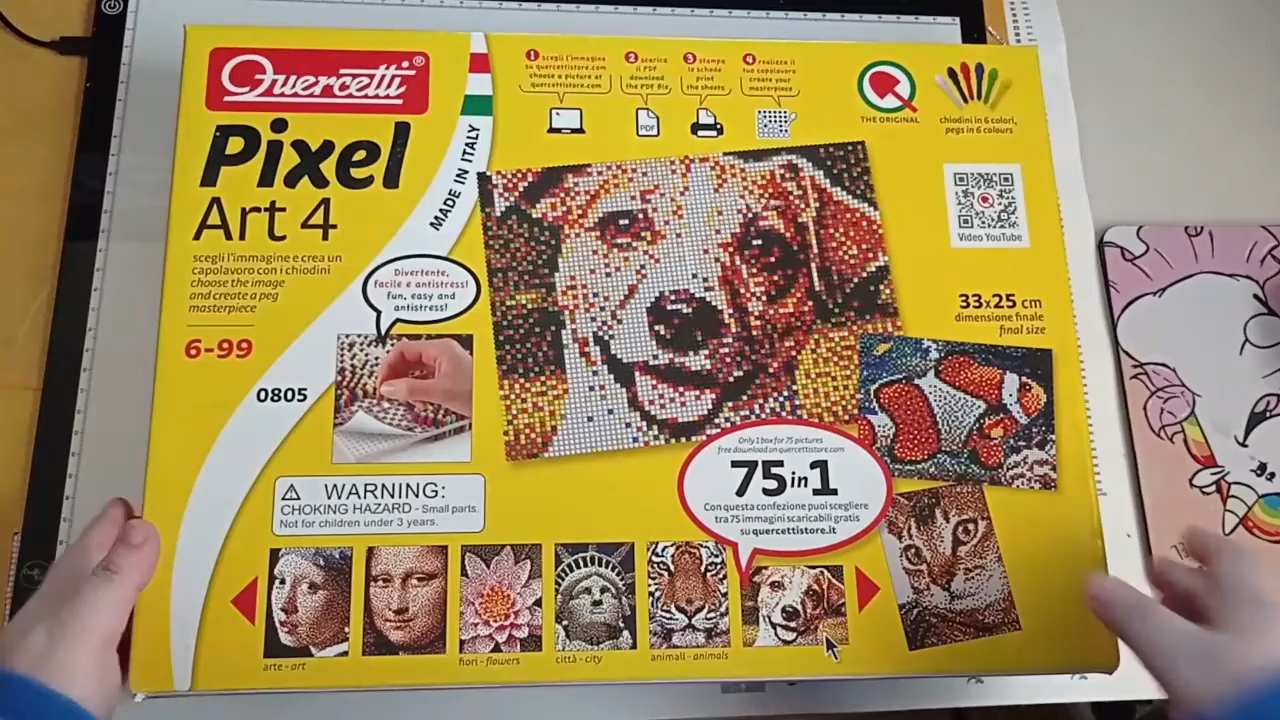 Quercetti®
Pixel
Art 4
scegli l'immagine e crea un
capolavoro con i chiodini
choose the image
and create a peg
masterpiece
6-99
0805
MADE IN ITALY
1 scegli l'immagine
su quercettistore.com
choose a picture at
quercettistore.com
2 scarica
il PDF
download
the PDF file
PDF
3 stampa
le schede
print
the sheets
4 realizza il
tuo capolavoro
create your
masterpiece
THE ORIGINAL
chiodini in 6 colori,
pegs in 6 colours
Video YouTube
33x25 cm
dimensione finale
final size
Divertente,
facile e antistress!
fun, easy and
antistress!
WARNING:
CHOKING HAZARD - Small parts.
Not for children under 3 years.
Only 1 box for 75 pictures
free download on quercettistore.com
75 in 1
Con questa confezione puoi scegliere
tra 75 immagini scaricabili gratis
su quercettistore.it
arte - art
fiori - flowers
città - city
animali - animals